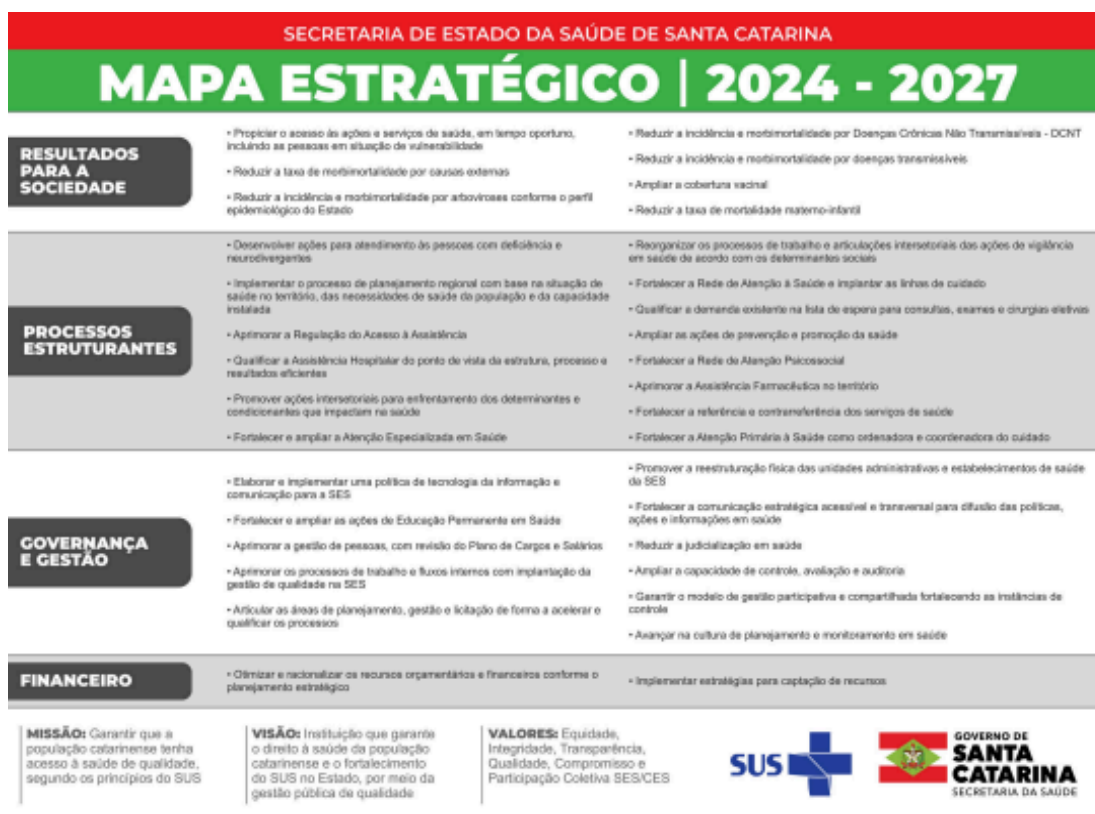 SECRETARIA DE ESTADO DA SAÚDE DE SANTA CATARINA
MAPA ESTRATÉGICO | 2024 - 2027
RESULTADOS
PARA A
SOCIEDADE
• Propiciar o acesso às ações e serviços de saúde, em tempo oportuno,
incluindo as pessoas em situação de vulnerabilidade
• Reduzir a taxa de morbimortalidade por causas externas
• Reduzir a incidência e morbimortalidade por arboviroses conforme o perfil
epidemiológico do Estado
• Reduzir a incidência e morbimortalidade por Doenças Crônicas Não Transmissíveis - DCNT
• Reduzir a incidência e morbimortalidade por doenças transmissíveis
• Ampliar a cobertura vacinal
• Reduzir a taxa de mortalidade materno-infantil
PROCESSOS
ESTRUTURANTES
• Desenvolver ações para atendimento às pessoas com deficiência e
neurodivergentes
• Implementar o processo de planejamento regional com base na situação de
saúde no território, das necessidades de saúde da população e da capacidade
instalada
• Aprimorar a Regulação do Acesso à Assistência
• Qualificar a Assistência Hospitalar do ponto de vista da estrutura, processo e
resultados eficientes
• Promover ações intersetoriais para enfrentamento dos determinantes e
condicionantes que impactam na saúde
• Fortalecer e ampliar a Atenção Especializada em Saúde
• Reorganizar os processos de trabalho e articulações intersetoriais das ações de vigilância
em saúde de acordo com os determinantes sociais
• Fortalecer a Rede de Atenção à Saúde e implantar as linhas de cuidado
• Qualificar a demanda existente na lista de espera para consultas, exames e cirurgias eletivas
• Ampliar as ações de prevenção e promoção da saúde
• Fortalecer a Rede de Atenção Psicossocial
• Aprimorar a Assistência Farmacêutica no território
• Fortalecer a referência e contrarreferência dos serviços de saúde
• Fortalecer a Atenção Primária à Saúde como ordenadora e coordenadora do cuidado
GOVERNANÇA
E GESTÃO
• Elaborar e implementar uma política de tecnologia da informação e
comunicação para a SES
• Fortalecer e ampliar as ações de Educação Permanente em Saúde
• Aprimorar a gestão de pessoas, com revisão do Plano de Cargos e Salários
• Aprimorar os processos de trabalho e fluxos internos com implantação da
gestão de qualidade na SES
• Articular as áreas de planejamento, gestão e licitação de forma a acelerar e
qualificar os processos
• Promover a reestruturação física das unidades administrativas e estabelecimentos de saúde
da SES
• Fortalecer a comunicação estratégica acessível e transversal para difusão das políticas,
ações e informações em saúde
• Reduzir a judicialização em saúde
• Ampliar a capacidade de controle, avaliação e auditoria
• Garantir o modelo de gestão participativa e compartilhada fortalecendo as instâncias de
controle
• Avançar na cultura de planejamento e monitoramento em saúde
FINANCEIRO
• Otimizar e racionalizar os recursos orçamentários e financeiros conforme o
planejamento estratégico
• Implementar estratégias para captação de recursos
MISSÃO: Garantir que a
população catarinense tenha
acesso à saúde de qualidade,
segundo os princípios do SUS
VISÃO: Instituição que garante
o direito à saúde da população
catarinense e o fortalecimento
do SUS no Estado, por meio da
gestão pública de qualidade
VALORES: Equidade,
Integridade, Transparência,
Qualidade, Compromisso e
Participação Coletiva SES/CES
SUS
GOVERNO DE
SANTA
CATARINA
SECRETARIA DA SAÚDE